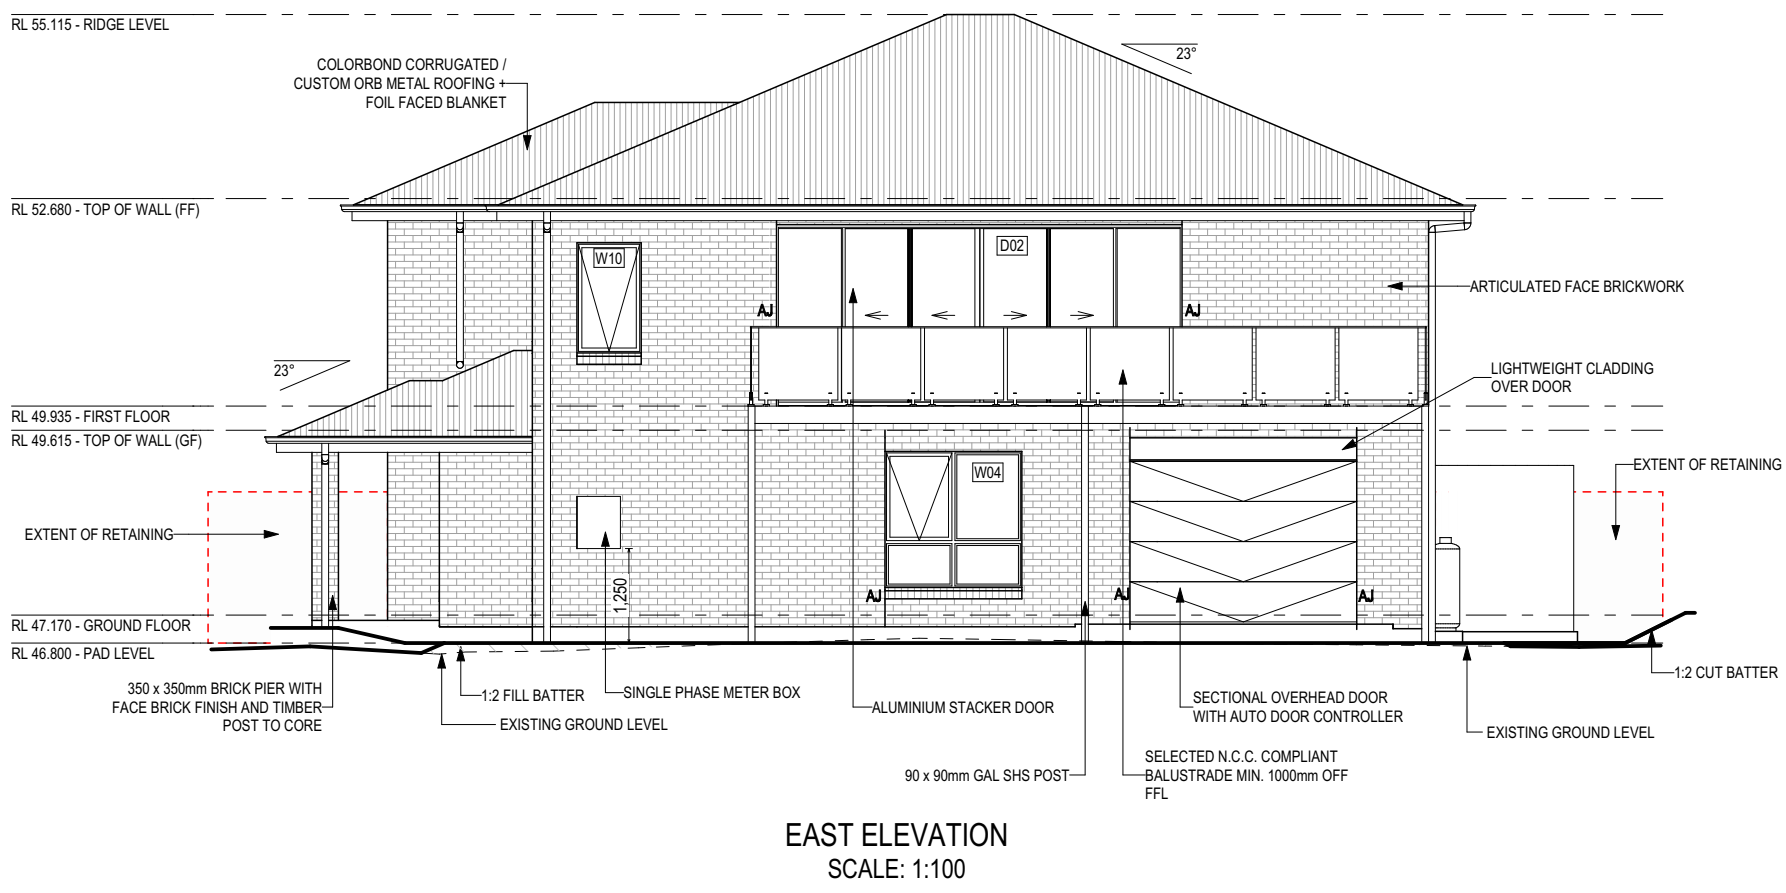 RL 55.115 - RIDGE LEVEL
23°
COLORBOND CORRUGATED /
CUSTOM ORB METAL ROOFING +
FOIL FACED BLANKET
RL 52.680 - TOP OF WALL (FF)
W10
D02
AJ
AJ
ARTICULATED FACE BRICKWORK
23°
LIGHTWEIGHT CLADDING
OVER DOOR
RL 49.935 - FIRST FLOOR
RL 49.615 - TOP OF WALL (GF)
W04
EXTENT OF RETAINING
EXTENT OF RETAINING
1,250
AJ
AJ
AJ
RL 47.170 - GROUND FLOOR
RL 46.800 - PAD LEVEL
350 x 350mm BRICK PIER WITH
FACE BRICK FINISH AND TIMBER
POST TO CORE
1:2 FILL BATTER
EXISTING GROUND LEVEL
SINGLE PHASE METER BOX
ALUMINIUM STACKER DOOR
SECTIONAL OVERHEAD DOOR
WITH AUTO DOOR CONTROLLER
1:2 CUT BATTER
EXISTING GROUND LEVEL
90 x 90mm GAL SHS POST
SELECTED N.C.C. COMPLIANT
BALUSTRADE MIN. 1000mm OFF
FFL
EAST ELEVATION
SCALE: 1:100